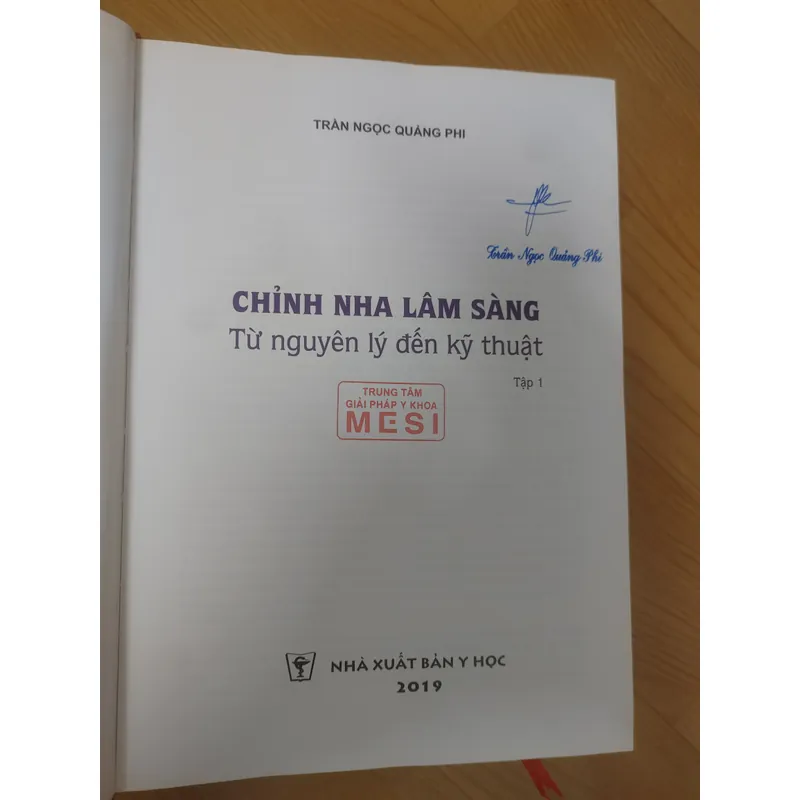 TRẦN NGỌC QUẢNG PHI
Trần Ngọc Quảng Phi
CHỈNH NHA LÂM SÀNG
Từ nguyên lý đến kỹ thuật
Tập 1
TRUNG TÂM
GIẢI PHÁP Y KHOA
MESI
NHÀ XUẤT BẢN Y HỌC
2019